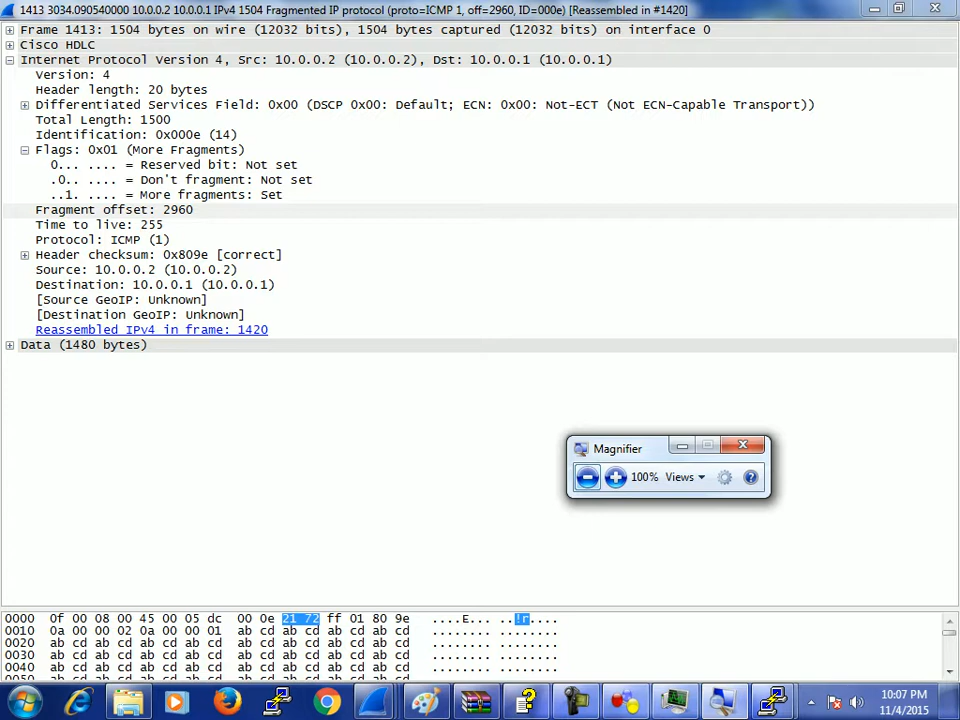 1413 3034.090540000 10.0.0.2 10.0.0.1 IPv4 1504 Fragmented IP protocol (proto=ICMP 1, off=2960, ID=000e) [Reassembled in #1420]
Frame 1413: 1504 bytes on wire (12032 bits), 1504 bytes captured (12032 bits) on interface 0
Cisco HDLC
Internet Protocol Version 4, Src: 10.0.0.2 (10.0.0.2), Dst: 10.0.0.1 (10.0.0.1)
Version: 4
Header length: 20 bytes
Differentiated Services Field: 0x00 (DSCP 0x00: Default; ECN: 0x00: Not-ECT (Not ECN-Capable Transport))
Total Length: 1500
Identification: 0x000e (14)
Flags: 0x01 (More Fragments)
0... .... = Reserved bit: Not set
.0.. .... = Don't fragment: Not set
..1. .... = More fragments: Set
Fragment offset: 2960
Time to live: 255
Protocol: ICMP (1)
Header checksum: 0x809e [correct]
Source: 10.0.0.2 (10.0.0.2)
Destination: 10.0.0.1 (10.0.0.1)
[Source GeoIP: Unknown]
[Destination GeoIP: Unknown]
Reassembled IPv4 in frame: 1420
Data (1480 bytes)
Magnifier
100% Views
0000 0f 00 08 00 45 00 05 dc 00 0e 21 72 ff 01 80 9e ....E... ..!r....
0010 0a 00 00 02 0a 00 00 01 ab cd ab cd ab cd ab cd ........ ........
0020 ab cd ab cd ab cd ab cd ab cd ab cd ab cd ab cd ........ ........
0030 ab cd ab cd ab cd ab cd ab cd ab cd ab cd ab cd ........ ........
0040 ab cd ab cd ab cd ab cd ab cd ab cd ab cd ab cd ........ ........
10:07 PM
11/4/2015